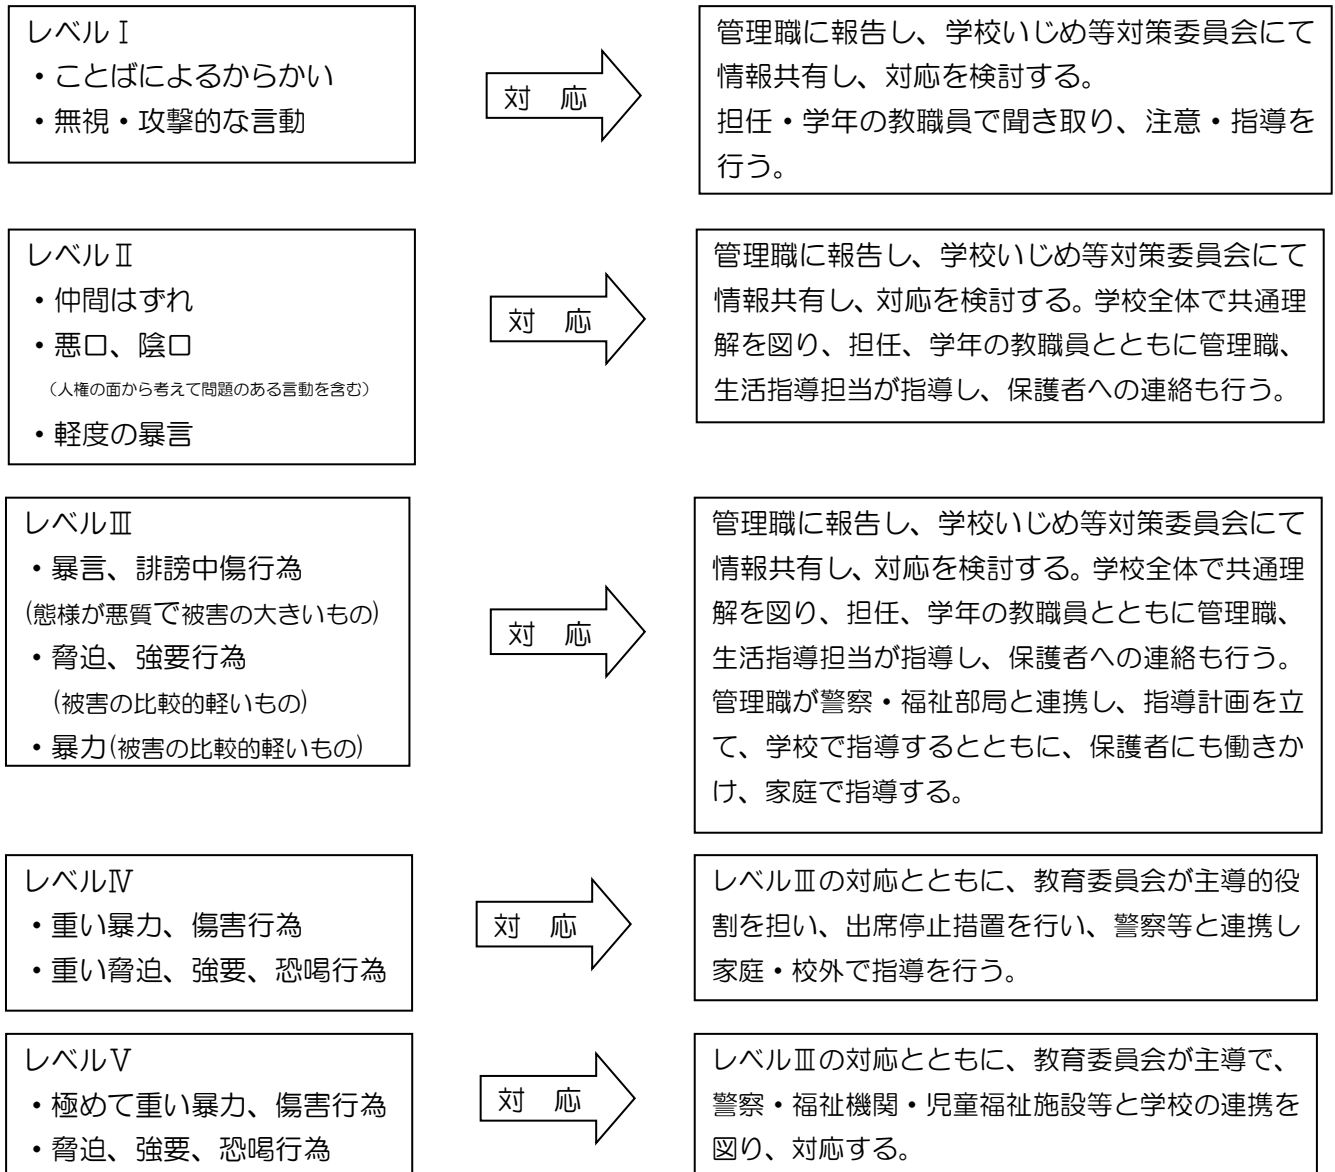 レベルⅠ
・ことばによるからかい
・無視・攻撃的な言動
対 応
管理職に報告し、学校いじめ等対策委員会にて
情報共有し、対応を検討する。
担任・学年の教職員で聞き取り、注意・指導を
行う。
レベルⅡ
・仲間はずれ
・悪口、陰口
（人権の面から考えて問題のある言動を含む）
・軽度の暴言
対 応
管理職に報告し、学校いじめ等対策委員会にて
情報共有し、対応を検討する。学校全体で共通理
解を図り、担任、学年の教職員とともに管理職、
生活指導担当が指導し、保護者への連絡も行う。
レベルⅢ
・暴言、誹謗中傷行為
(態様が悪質で被害の大きいもの)
・脅迫、強要行為
(被害の比較的軽いもの)
・暴力(被害の比較的軽いもの)
対 応
管理職に報告し、学校いじめ等対策委員会にて
情報共有し、対応を検討する。学校全体で共通理
解を図り、担任、学年の教職員とともに管理職、
生活指導担当が指導し、保護者への連絡も行う。
管理職が警察・福祉部局と連携し、指導計画を立
て、学校で指導するとともに、保護者にも働きか
け、家庭で指導する。
レベルⅣ
・重い暴力、傷害行為
・重い脅迫、強要、恐喝行為
対 応
レベルⅢの対応とともに、教育委員会が主導的役
割を担い、出席停止措置を行い、警察等と連携し
家庭・校外で指導を行う。
レベルⅤ
・極めて重い暴力、傷害行為
・脅迫、強要、恐喝行為
対 応
レベルⅢの対応とともに、教育委員会が主導で、
警察・福祉機関・児童福祉施設等と学校の連携を
図り、対応する。